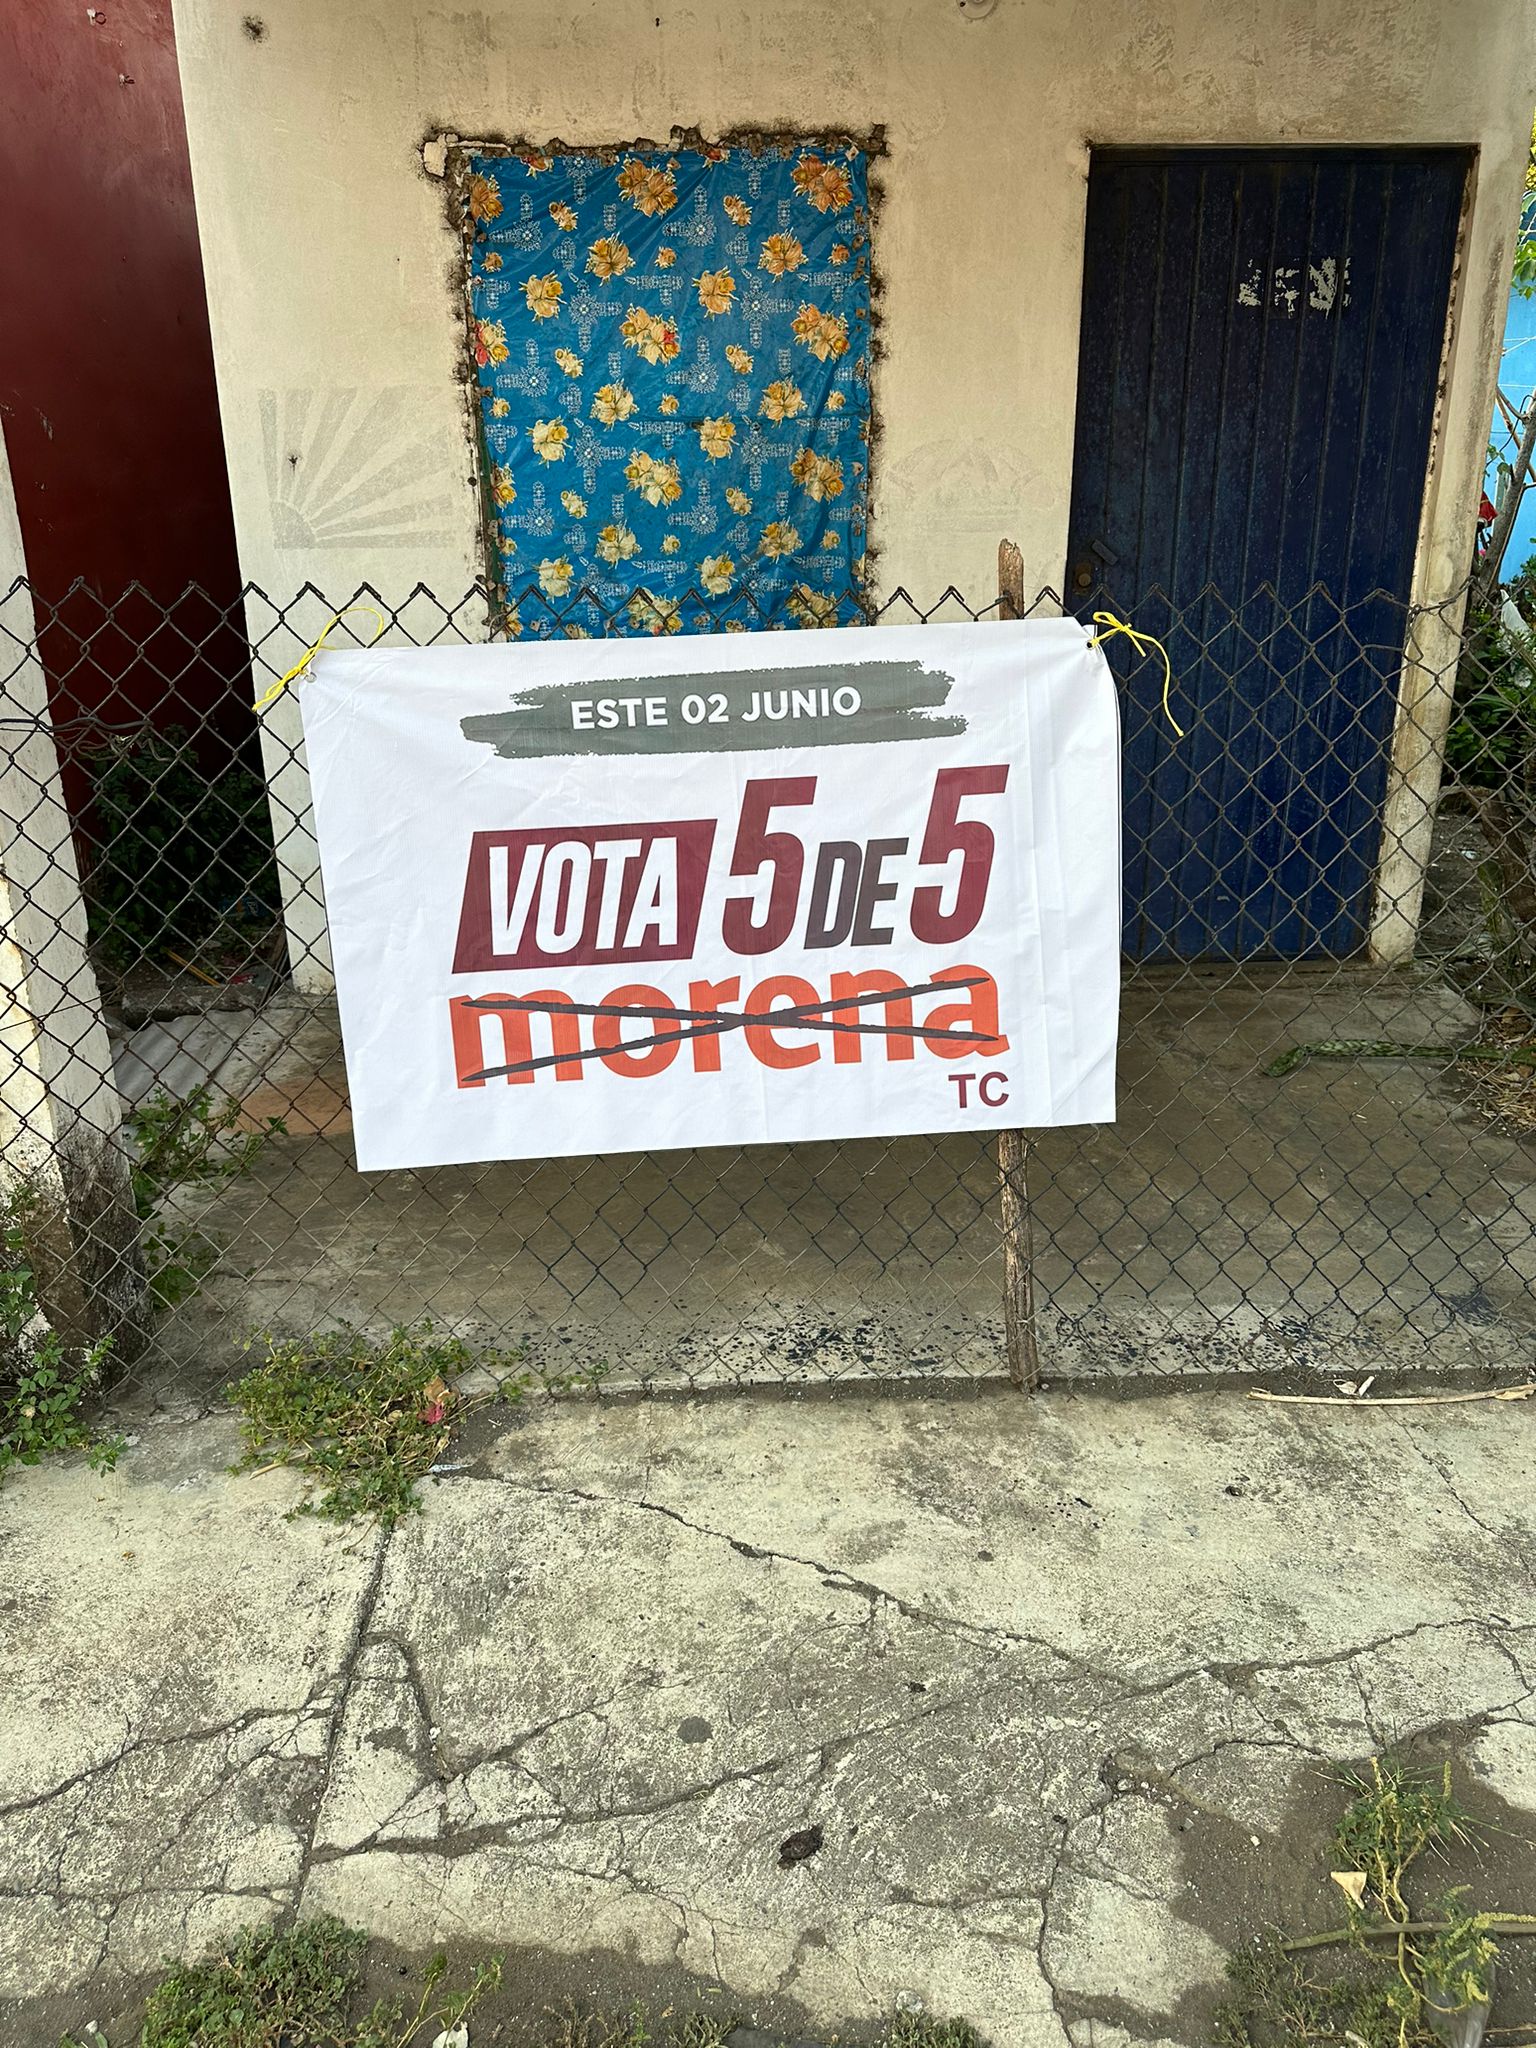 ESTE 02 JUNIO
VOTA 5 DE 5
morena
TC